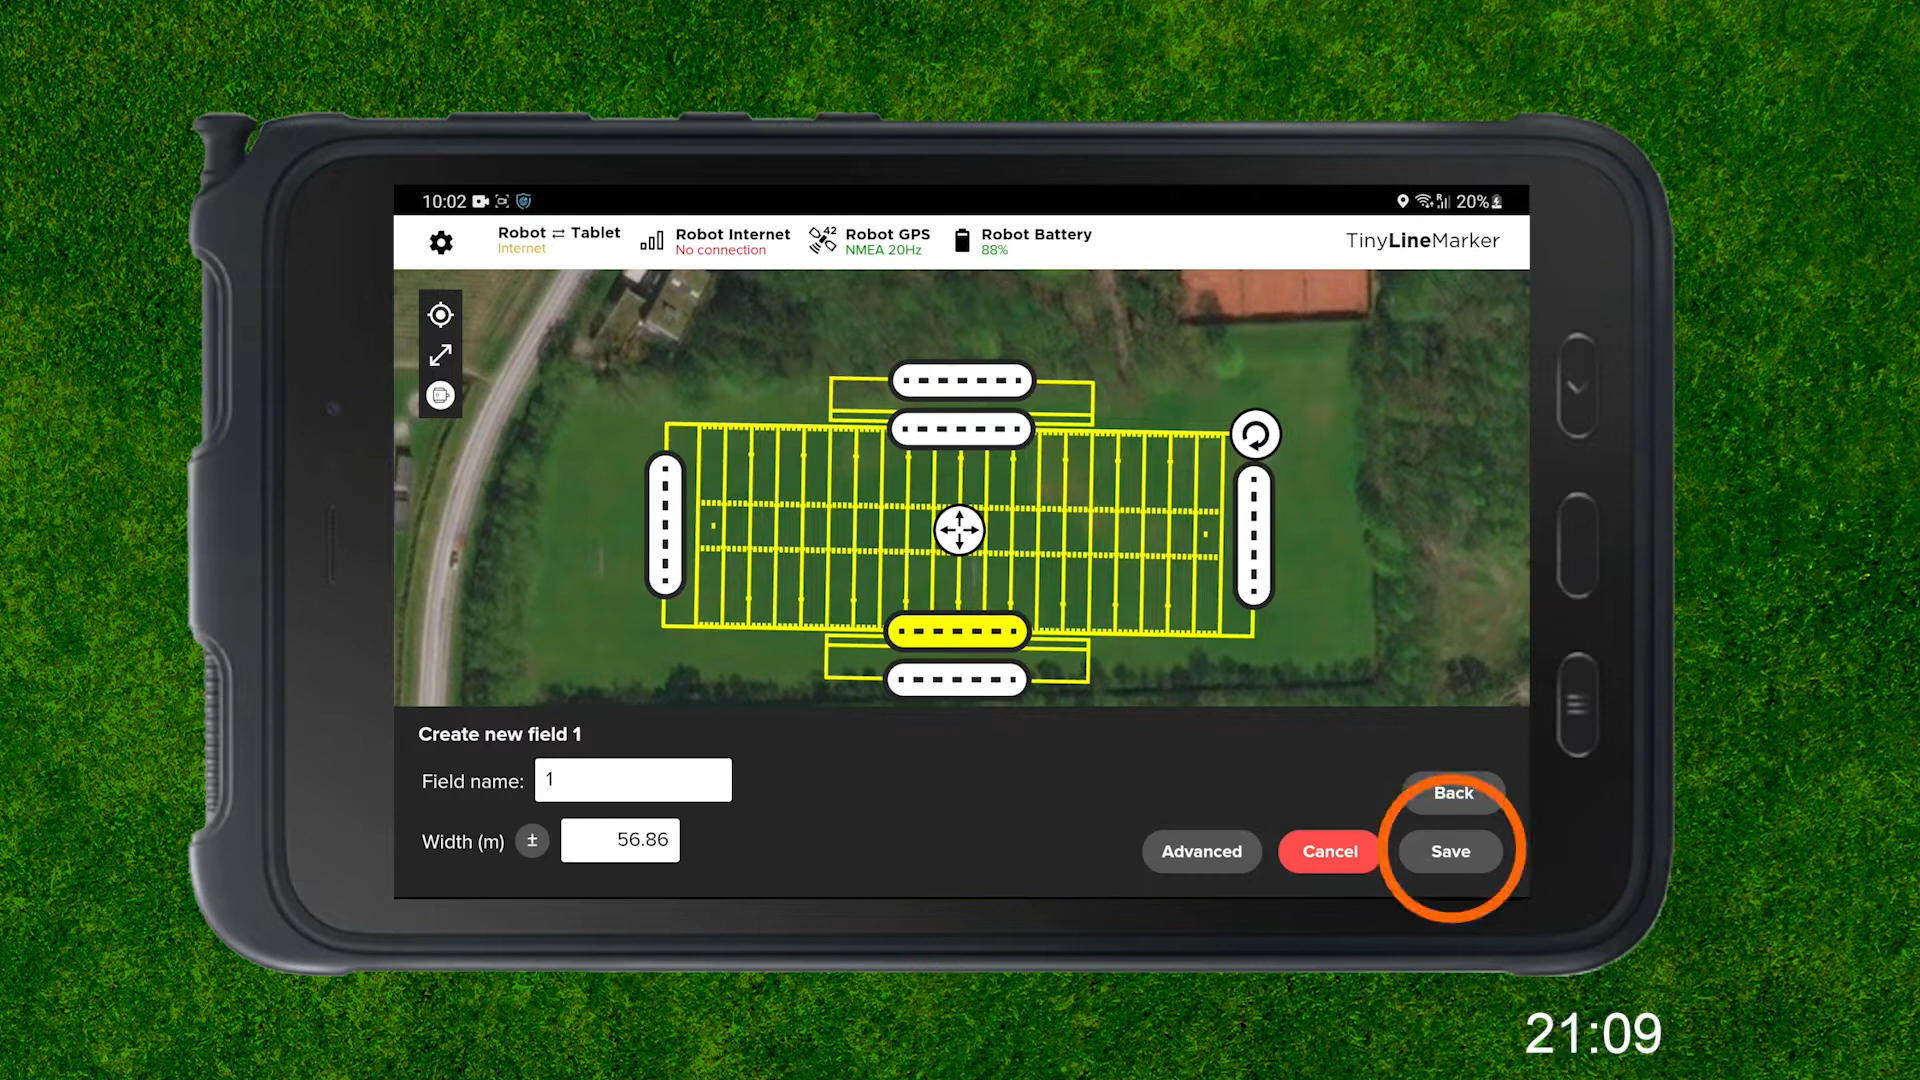 10:02
20%
Robot ⇄ Tablet
Internet
Robot Internet
No connection
42
Robot GPS
NMEA 20Hz
Robot Battery
88%
TinyLineMarker
Create new field 1
Field name: 1
Back
Width (m) ± 56.86
Advanced
Cancel
Save
21:09